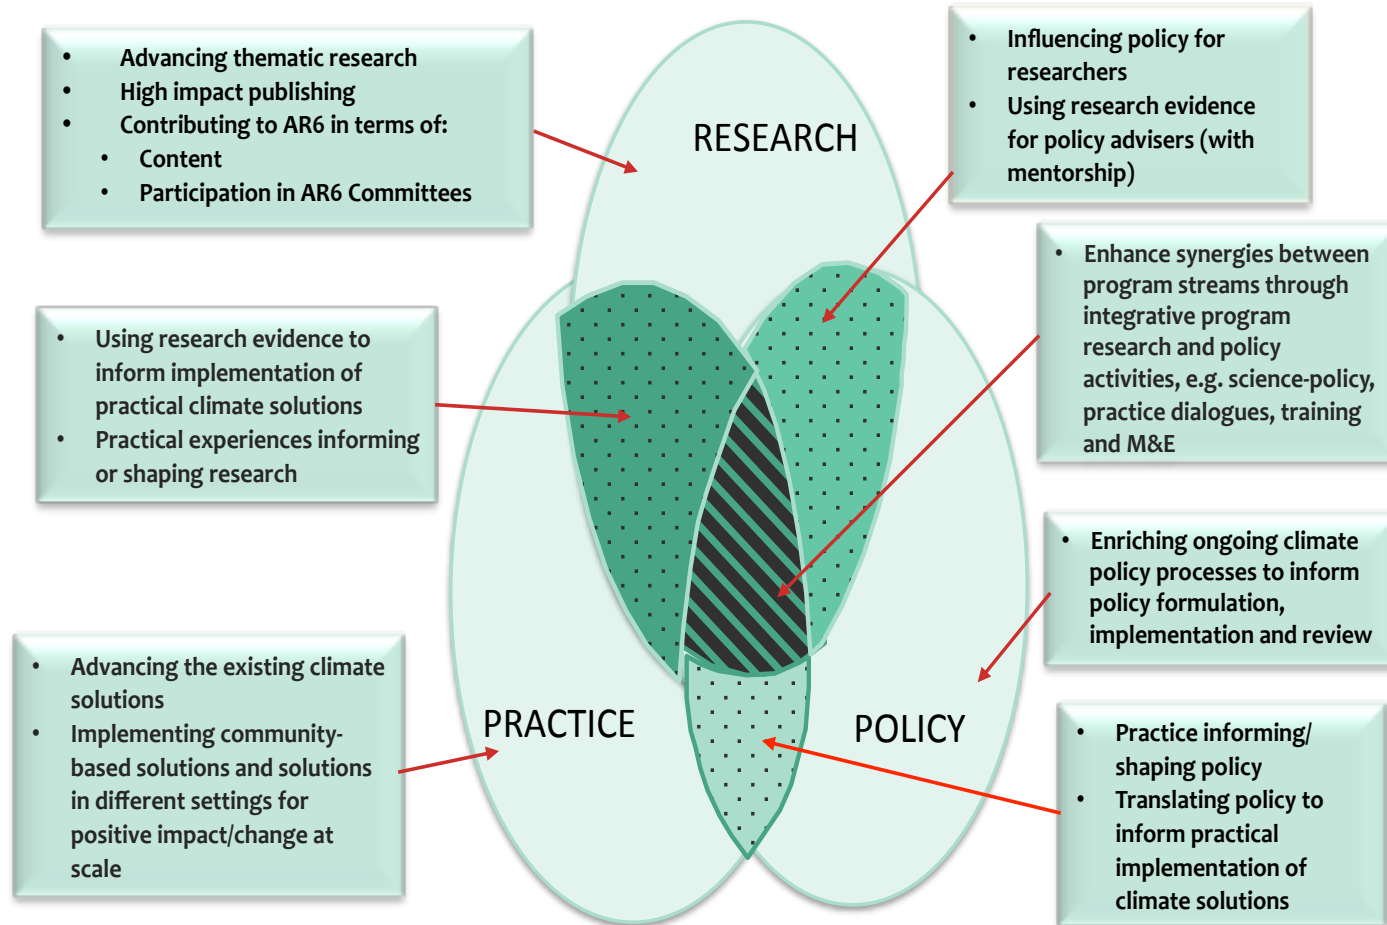 • Advancing thematic research
• High impact publishing
• Contributing to AR6 in terms of:
• Content
• Participation in AR6 Committees
RESEARCH
• Influencing policy for
researchers
• Using research evidence
for policy advisers (with
mentorship)
• Enhance synergies between
program streams through
integrative program
research and policy
activities, e.g. science-policy,
practice dialogues, training
and M&E
• Using research evidence to
inform implementation of
practical climate solutions
• Practical experiences informing
or shaping research
• Enriching ongoing climate
policy processes to inform
policy formulation,
implementation and review
• Advancing the existing climate
solutions
• Implementing community-
based solutions and solutions
in different settings for
positive impact/change at
scale
PRACTICE
POLICY
• Practice informing/
shaping policy
• Translating policy to
inform practical
implementation of
climate solutions